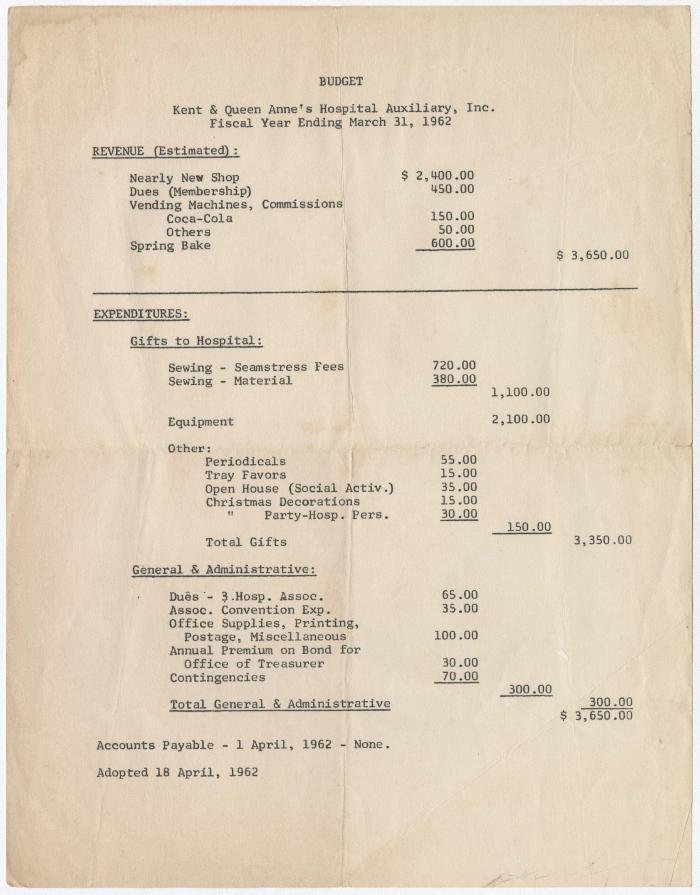 BUDGET
Kent & Queen Anne's Hospital Auxiliary, Inc.
Fiscal Year Ending March 31, 1962
REVENUE (Estimated):
Nearly New Shop $ 2,400.00
Dues (Membership) 450.00
Vending Machines, Commissions
Coca-Cola 150.00
Others 50.00
Spring Bake 600.00
$ 3,650.00
EXPENDITURES:
Gifts to Hospital:
Sewing - Seamstress Fees 720.00
Sewing - Material 380.00
1,100.00
Equipment 2,100.00
Other:
Periodicals 55.00
Tray Favors 15.00
Open House (Social Activ.) 35.00
Christmas Decorations 15.00
" Party-Hosp. Pers. 30.00
150.00
Total Gifts 3,350.00
General & Administrative:
Dues - 3 Hosp. Assoc. 65.00
Assoc. Convention Exp. 35.00
Office Supplies, Printing,
Postage, Miscellaneous 100.00
Annual Premium on Bond for
Office of Treasurer 30.00
Contingencies 70.00
300.00
Total General & Administrative 300.00
$ 3,650.00
Accounts Payable - 1 April, 1962 - None.
Adopted 18 April, 1962